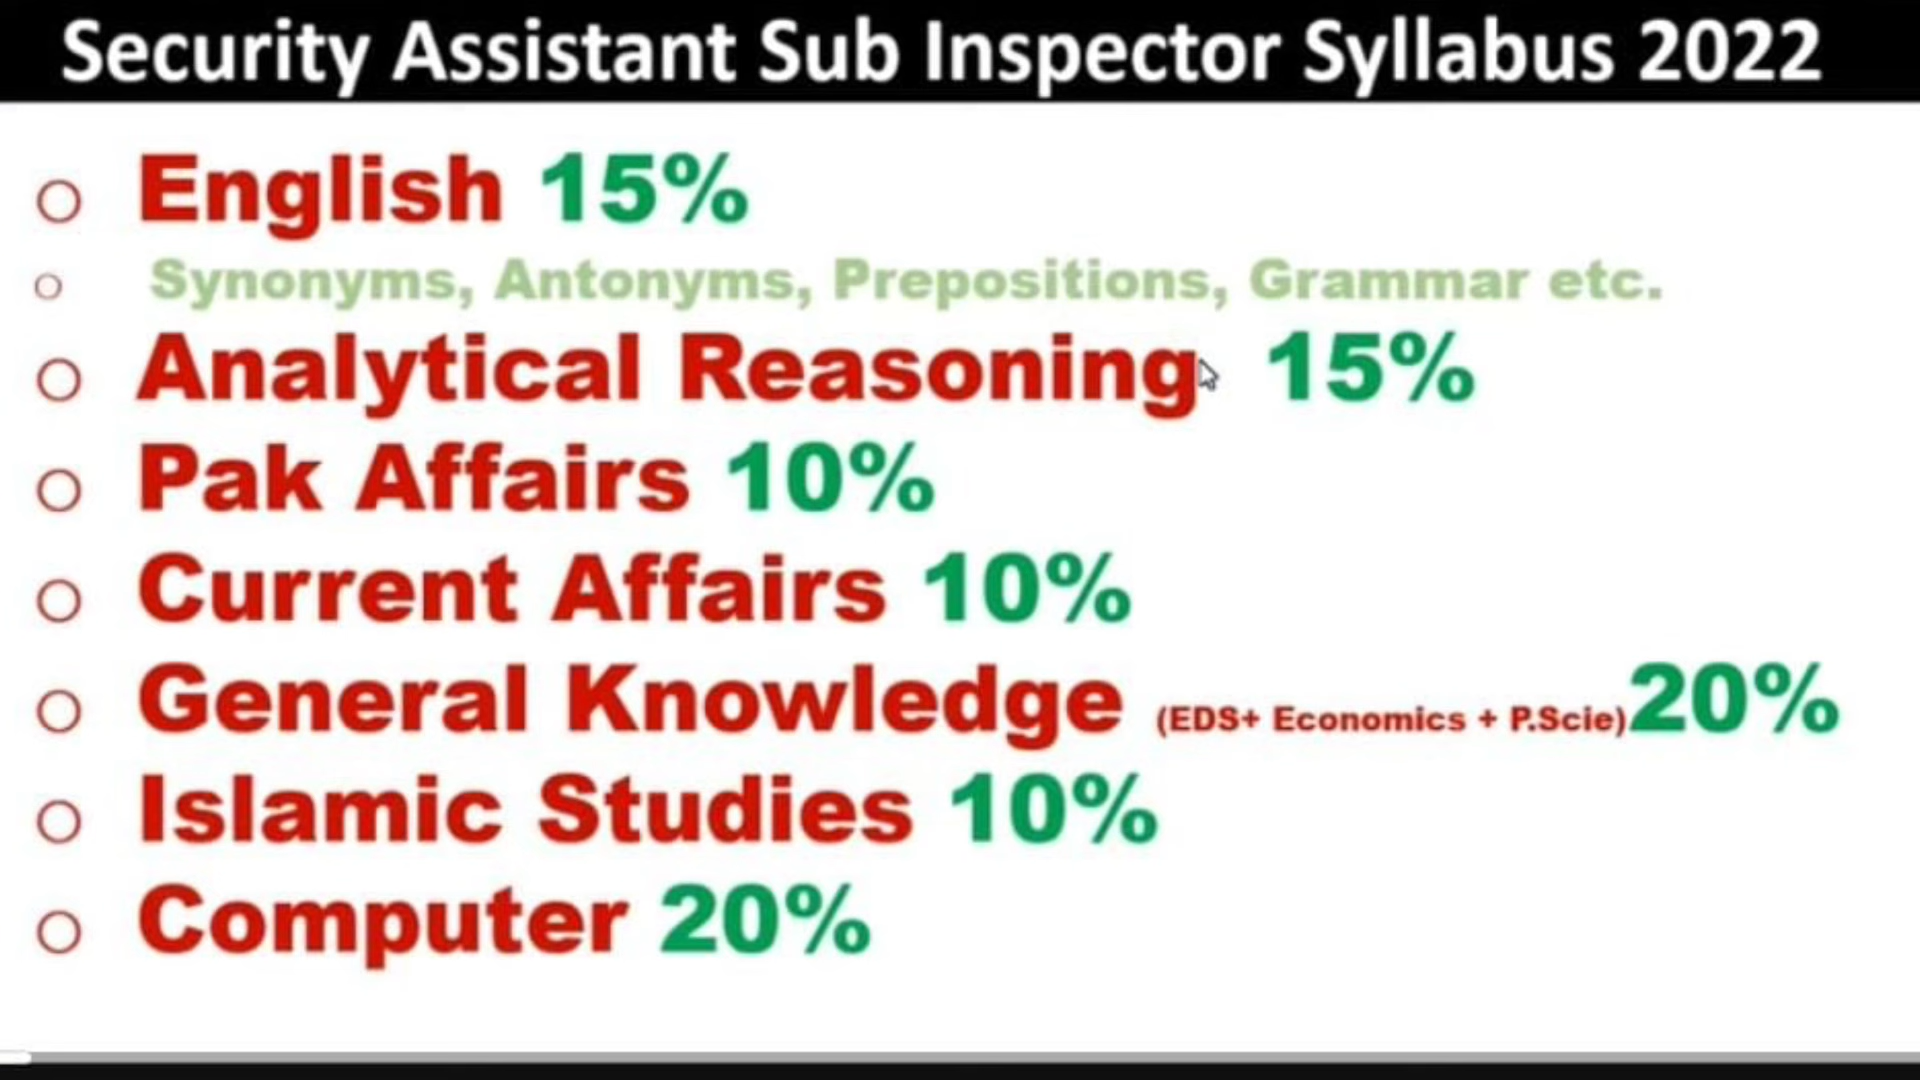 Security Assistant Sub Inspector Syllabus 2022
English 15%
Synonyms, Antonyms, Prepositions, Grammar etc.
Analytical Reasoning 15%
Pak Affairs 10%
Current Affairs 10%
General Knowledge (EDS+ Economics + P.Scie)20%
Islamic Studies 10%
Computer 20%